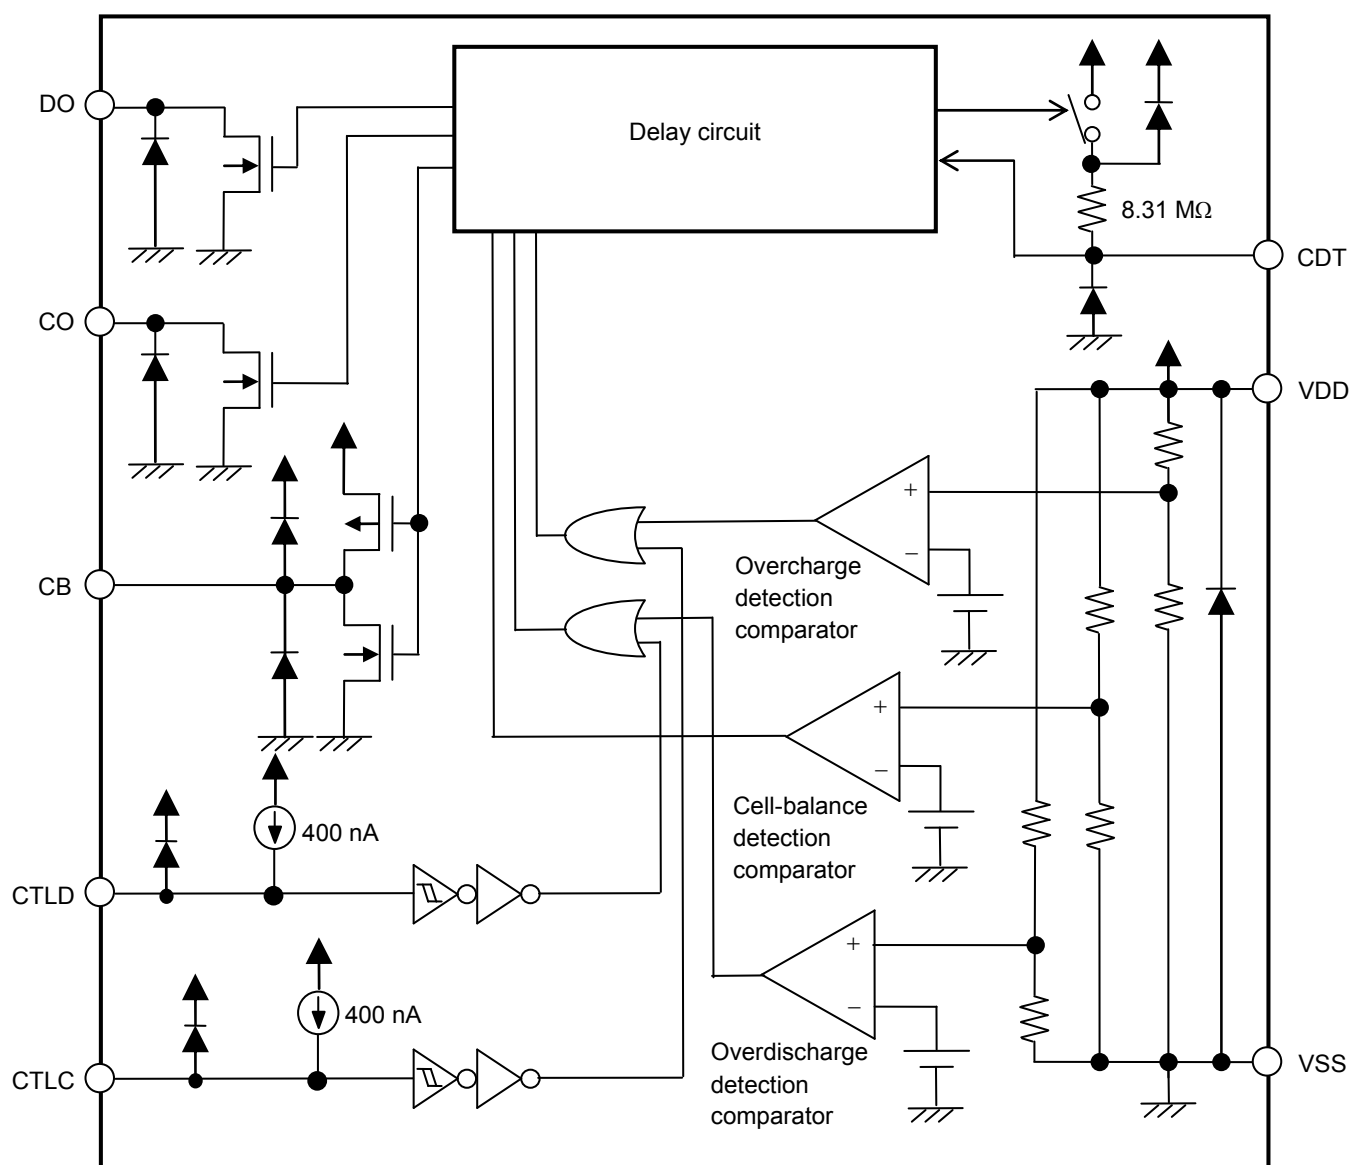 DO
Delay circuit
8.31 MΩ
CDT
CO
VDD
+
−
Overcharge
detection
comparator
CB
+
−
Cell-balance
detection
comparator
400 nA
CTLD
+
−
400 nA
Overdischarge
detection
comparator
CTLC
VSS